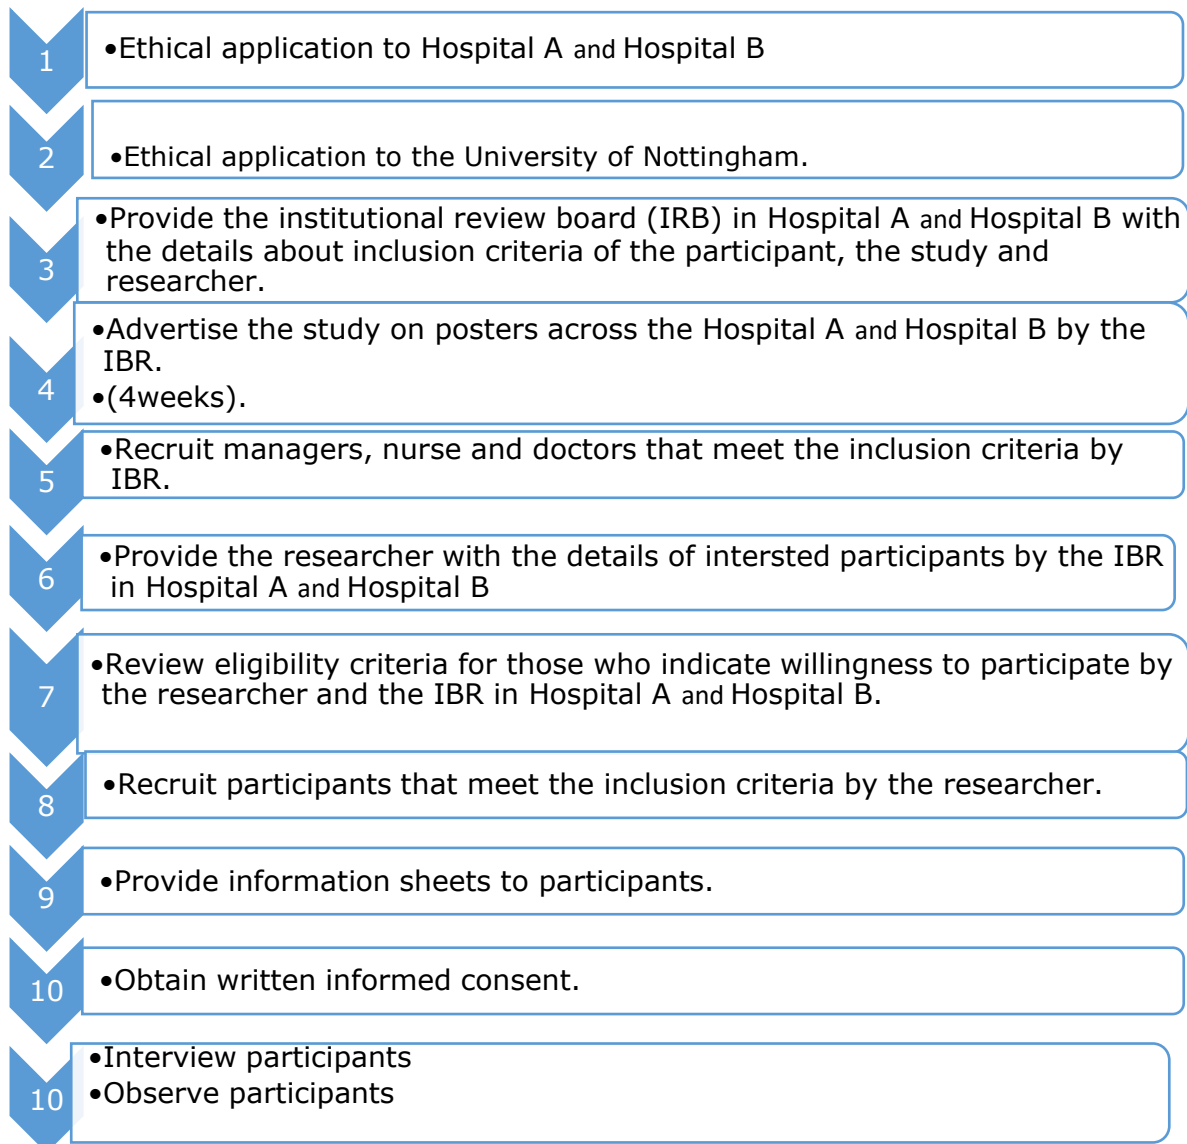 1
•Ethical application to Hospital A and Hospital B
2
•Ethical application to the University of Nottingham.
3
•Provide the institutional review board (IRB) in Hospital A and Hospital B with
the details about inclusion criteria of the participant, the study and
researcher.
4
•Advertise the study on posters across the Hospital A and Hospital B by the
IBR.
•(4weeks).
5
•Recruit managers, nurse and doctors that meet the inclusion criteria by
IBR.
6
•Provide the researcher with the details of intersted participants by the IBR
in Hospital A and Hospital B
7
•Review eligibility criteria for those who indicate willingness to participate by
the researcher and the IBR in Hospital A and Hospital B.
8
•Recruit participants that meet the inclusion criteria by the researcher.
9
•Provide information sheets to participants.
10
•Obtain written informed consent.
10
•Interview participants
•Observe participants